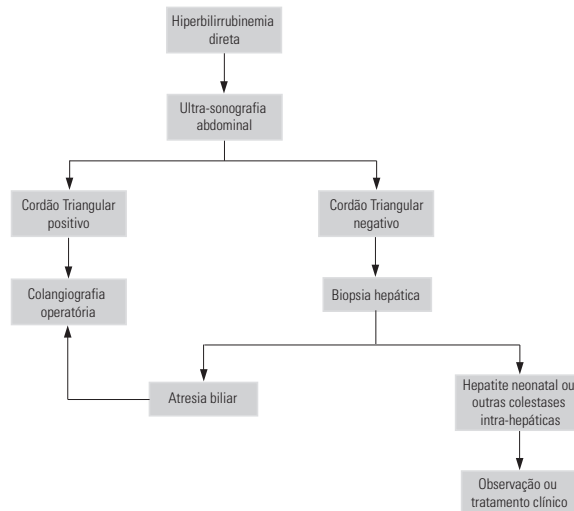 Hiperbilirrubinemia
direta
Ultra-sonografia
abdominal
Cordão Triangular
positivo
Cordão Triangular
negativo
Colangiografia
operatória
Biopsia hepática
Atresia biliar
Hepatite neonatal ou
outras colestases
intra-hepáticas
Observação ou
tratamento clínico